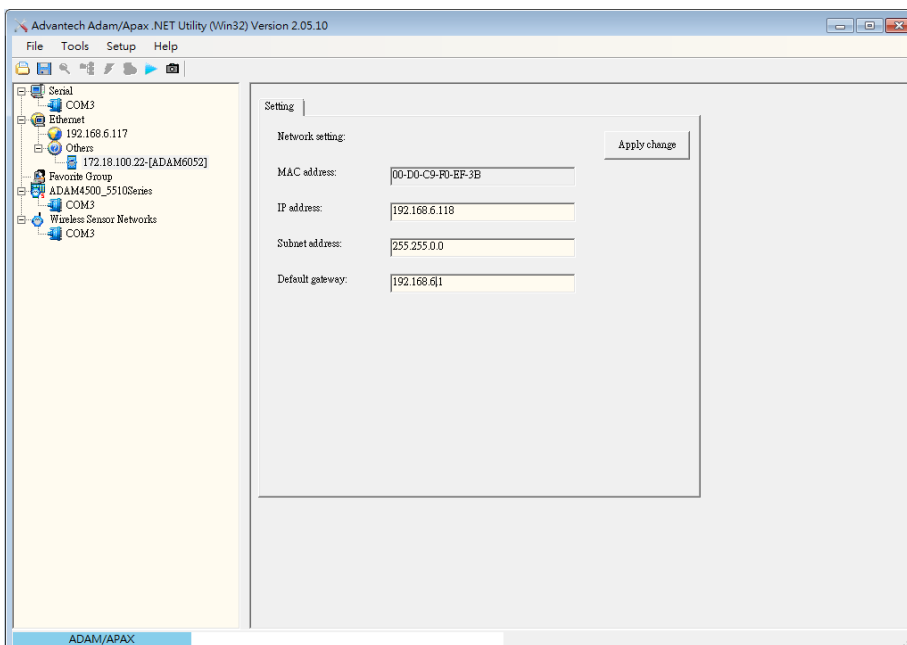 Advantech Adam/Apax .NET Utility (Win32) Version 2.05.10
File Tools Setup Help
Serial
COM3
Ethernet
192.168.6.117
Others
172.18.100.22-[ADAM6052]
Favorite Group
ADAM4500_5510Series
COM3
Wireless Sensor Networks
COM3
Setting
Network setting:
Apply change
MAC address: 00-D0-C9-F0-EF-3B
IP address: 192.168.6.118
Subnet address: 255.255.0.0
Default gateway: 192.168.6.1
ADAM/APAX